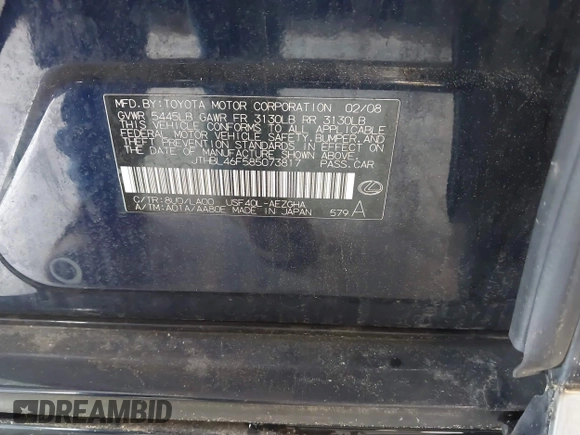 MFD.BY:TOYOTA MOTOR CORPORATION 02/08
GVWR 5445LB GAWR FR 3130LB RR 3130LB
THIS VEHICLE CONFORMS TO ALL APPLICABLE
FEDERAL MOTOR VEHICLE SAFETY,BUMPER,AND
THEFT PREVENTION STANDARDS IN EFFECT ON
THE DATE OF MANUFACTURE SHOWN ABOVE.
JTHBL46F585073817 PASS.CAR
C/TR:8U0/LA00 USF40L-AEZGHA
A/TM:A01A/AAB0E MADE IN JAPAN 579 A
DREAMBID